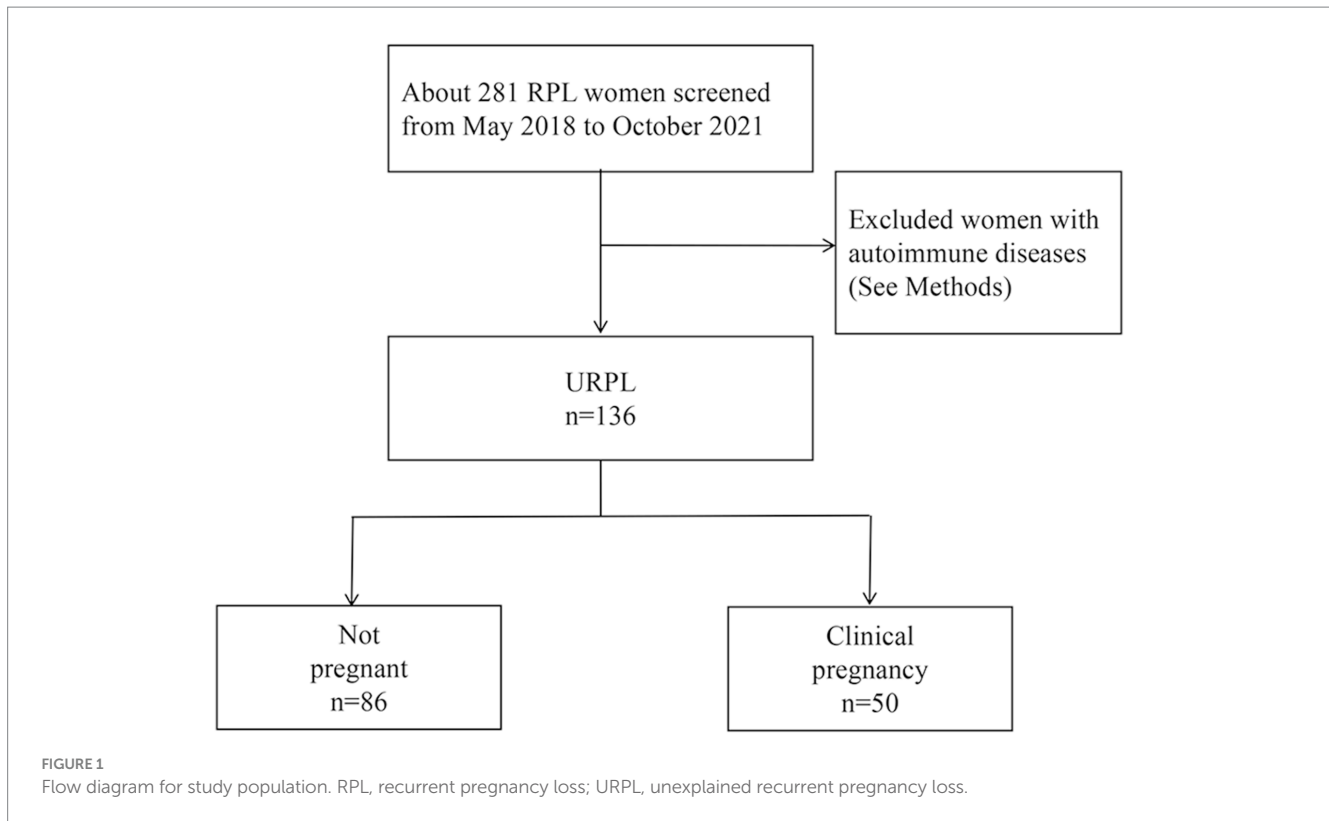 About 281 RPL women screened
from May 2018 to October 2021
Excluded women with
autoimmune diseases
(See Methods)
URPL
n=136
Not
pregnant
n=86
Clinical
pregnancy
n=50
FIGURE 1
Flow diagram for study population. RPL, recurrent pregnancy loss; URPL, unexplained recurrent pregnancy loss.